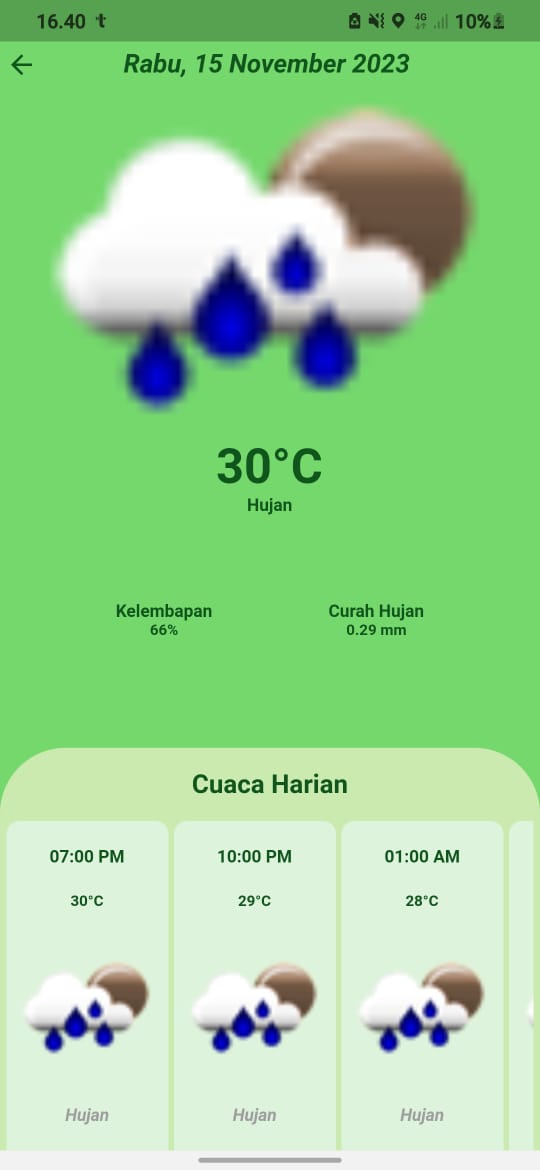 16.40 t 4G 10%
Rabu, 15 November 2023
30°C
Hujan
Kelembapan Curah Hujan
66% 0.29 mm
Cuaca Harian
07:00 PM 10:00 PM 01:00 AM
30°C 29°C 28°C
Hujan Hujan Hujan